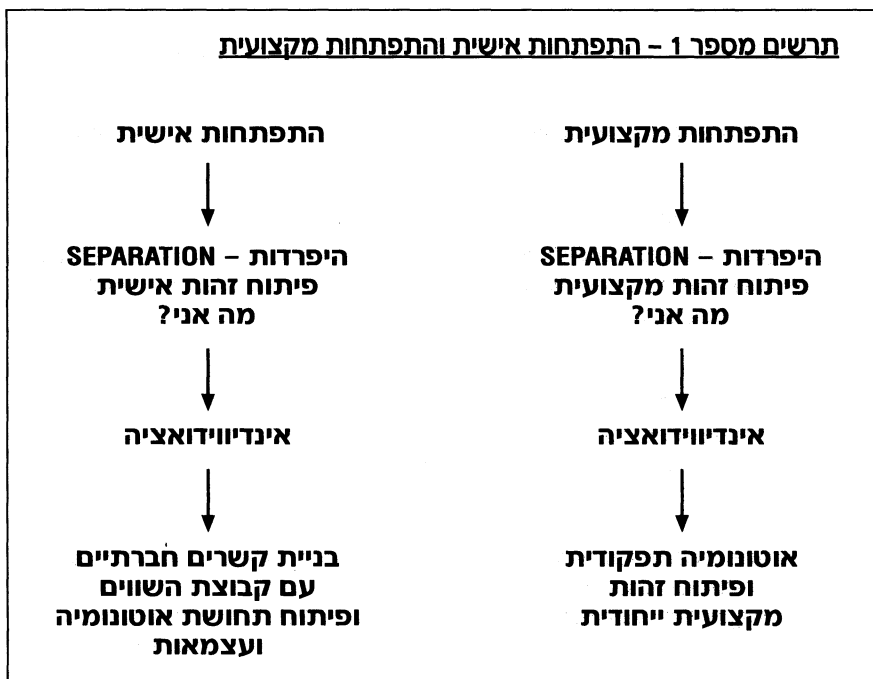 תרשים מספר 1 – התפתחות אישית והתפתחות מקצועית
התפתחות מקצועית
היפרדות – SEPARATION
פיתוח זהות מקצועית
מה אני?
אינדיווידואציה
אוטונומיה תפקודית
ופיתוח זהות
מקצועית ייחודית
התפתחות אישית
היפרדות – SEPARATION
פיתוח זהות אישית
מה אני?
אינדיווידואציה
בניית קשרים חברתיים
עם קבוצת השווים
ופיתוח תחושת אוטונומיה
ועצמאות